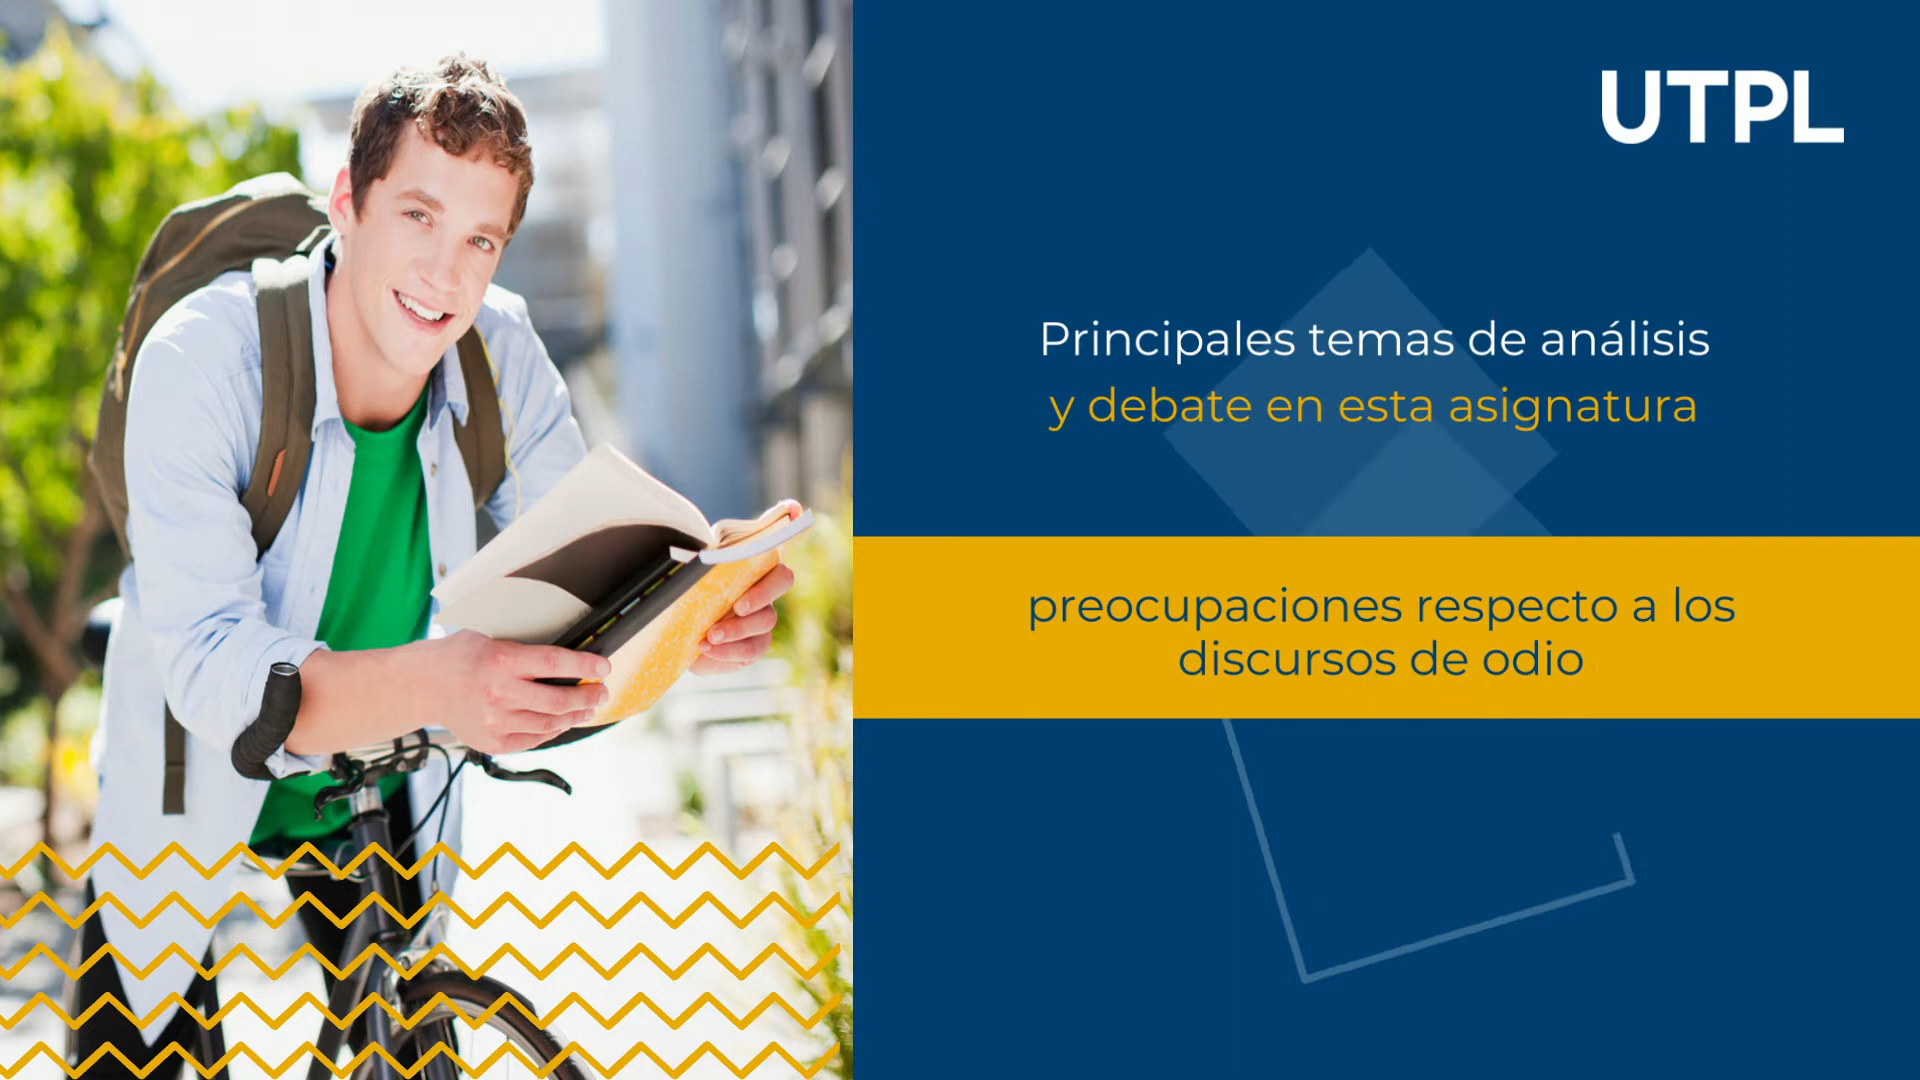 UTPL
Principales temas de análisis
y debate en esta asignatura
preocupaciones respecto a los
discursos de odio